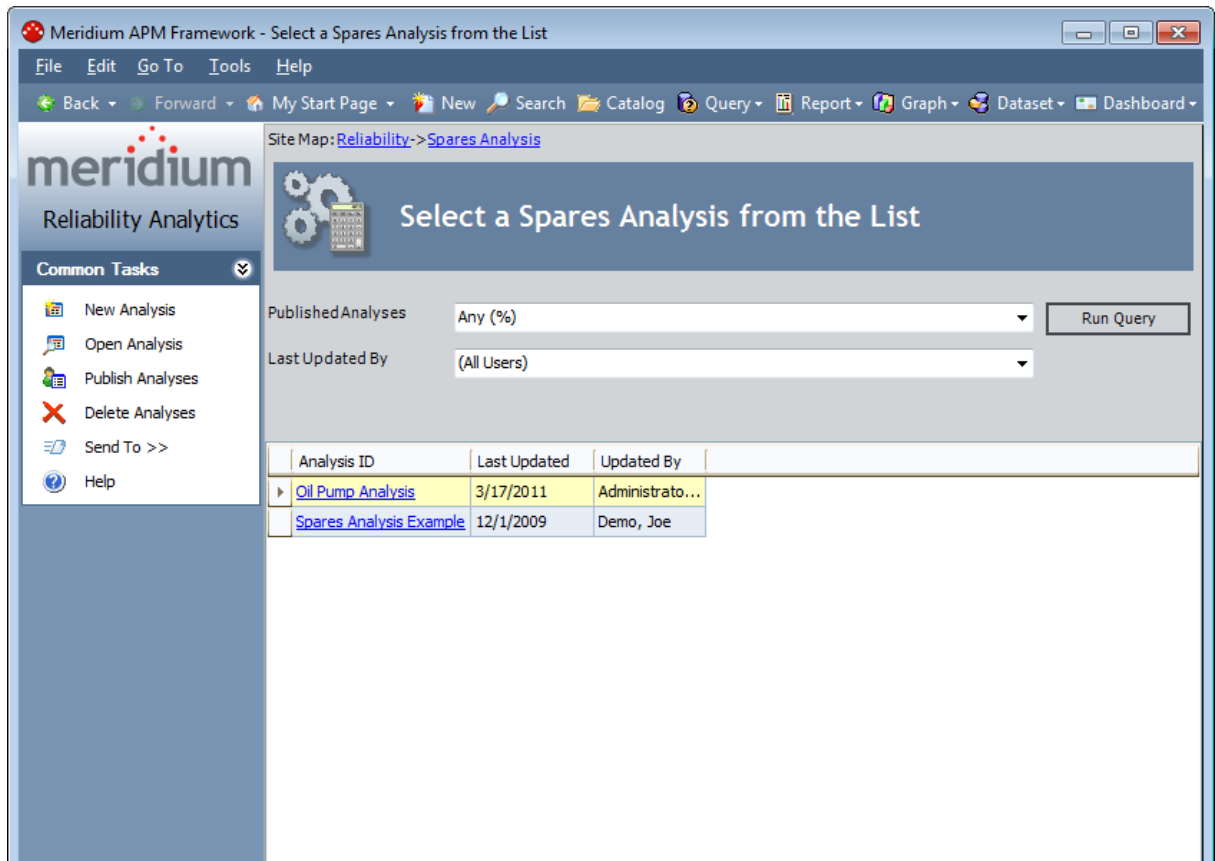 Meridium APM Framework - Select a Spares Analysis from the List
File Edit Go To Tools Help
Back Forward My Start Page New Search Catalog Query Report Graph Dataset Dashboard
meridium
Reliability Analytics
Common Tasks
New Analysis
Open Analysis
Publish Analyses
Delete Analyses
Send To >>
Help
Site Map: Reliability->Spares Analysis
Select a Spares Analysis from the List
Published Analyses Any (%) Run Query
Last Updated By (All Users)
Analysis ID Last Updated Updated By
Oil Pump Analysis 3/17/2011 Administrato...
Spares Analysis Example 12/1/2009 Demo, Joe